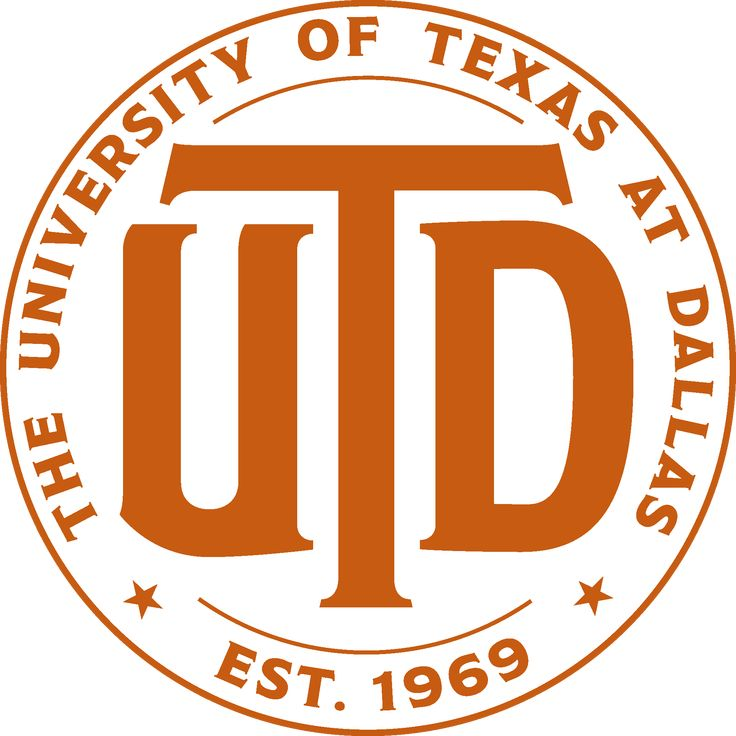 THE UNIVERSITY OF TEXAS AT DALLAS
UTD
EST. 1969